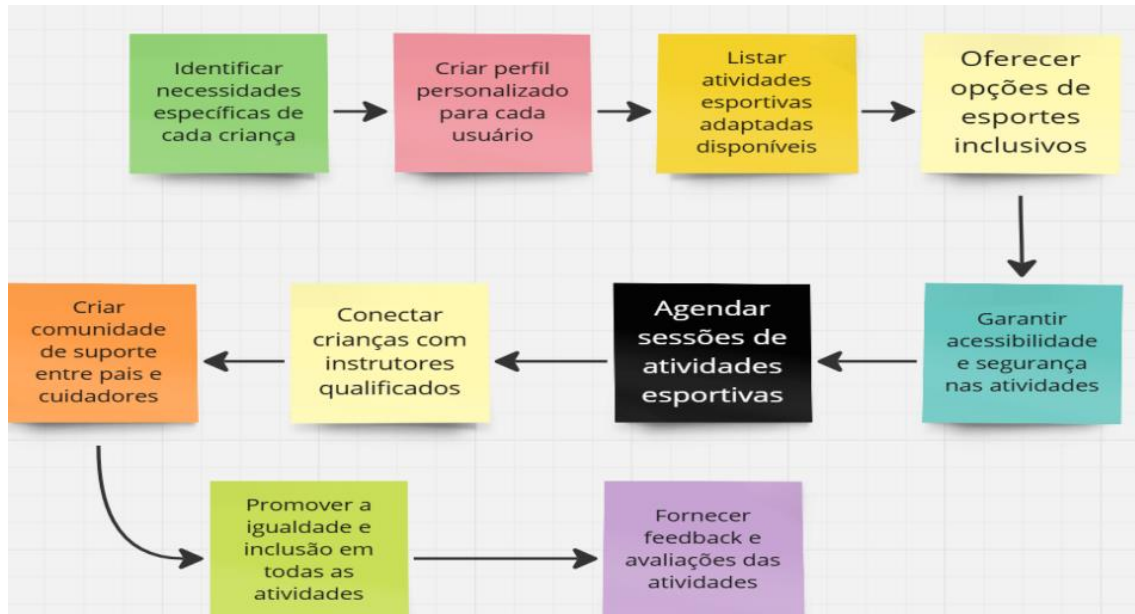 Identificar
necessidades
específicas de
cada criança
Criar perfil
personalizado
para cada
usuário
Listar
atividades
esportivas
adaptadas
disponíveis
Oferecer
opções de
esportes
inclusivos
Garantir
acessibilidade
e segurança
nas atividades
Agendar
sessões de
atividades
esportivas
Conectar
crianças com
instrutores
qualificados
Criar
comunidade
de suporte
entre pais e
cuidadores
Promover a
igualdade e
inclusão em
todas as
atividades
Fornecer
feedback e
avaliações das
atividades